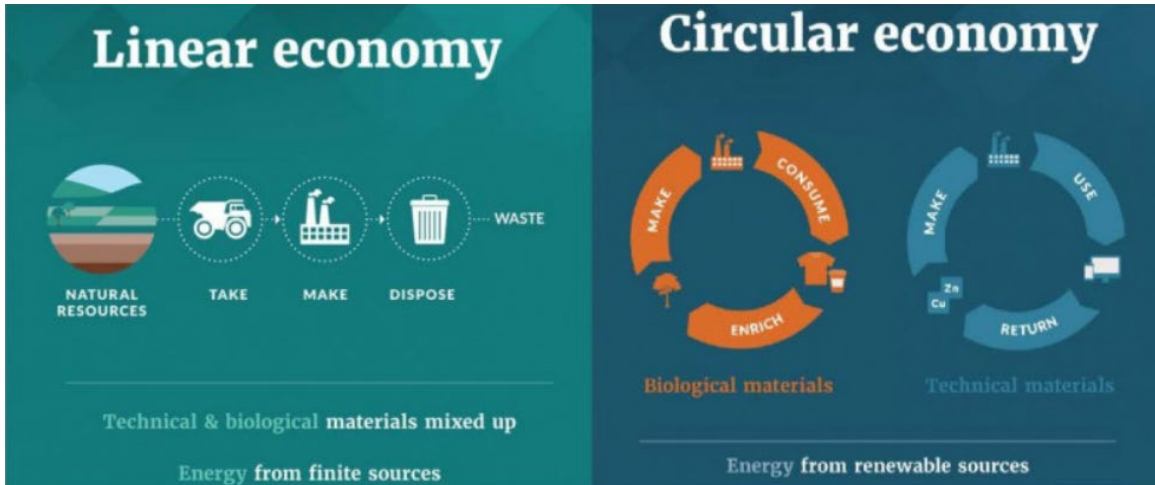 Linear economy
WASTE
NATURAL
RESOURCES
TAKE
MAKE
DISPOSE
Technical & biological materials mixed up
Energy from finite sources
Circular economy
MAKE
CONSUME
ENRICH
Biological materials
MAKE
USE
Zn
Cu
RETURN
Technical materials
Energy from renewable sources